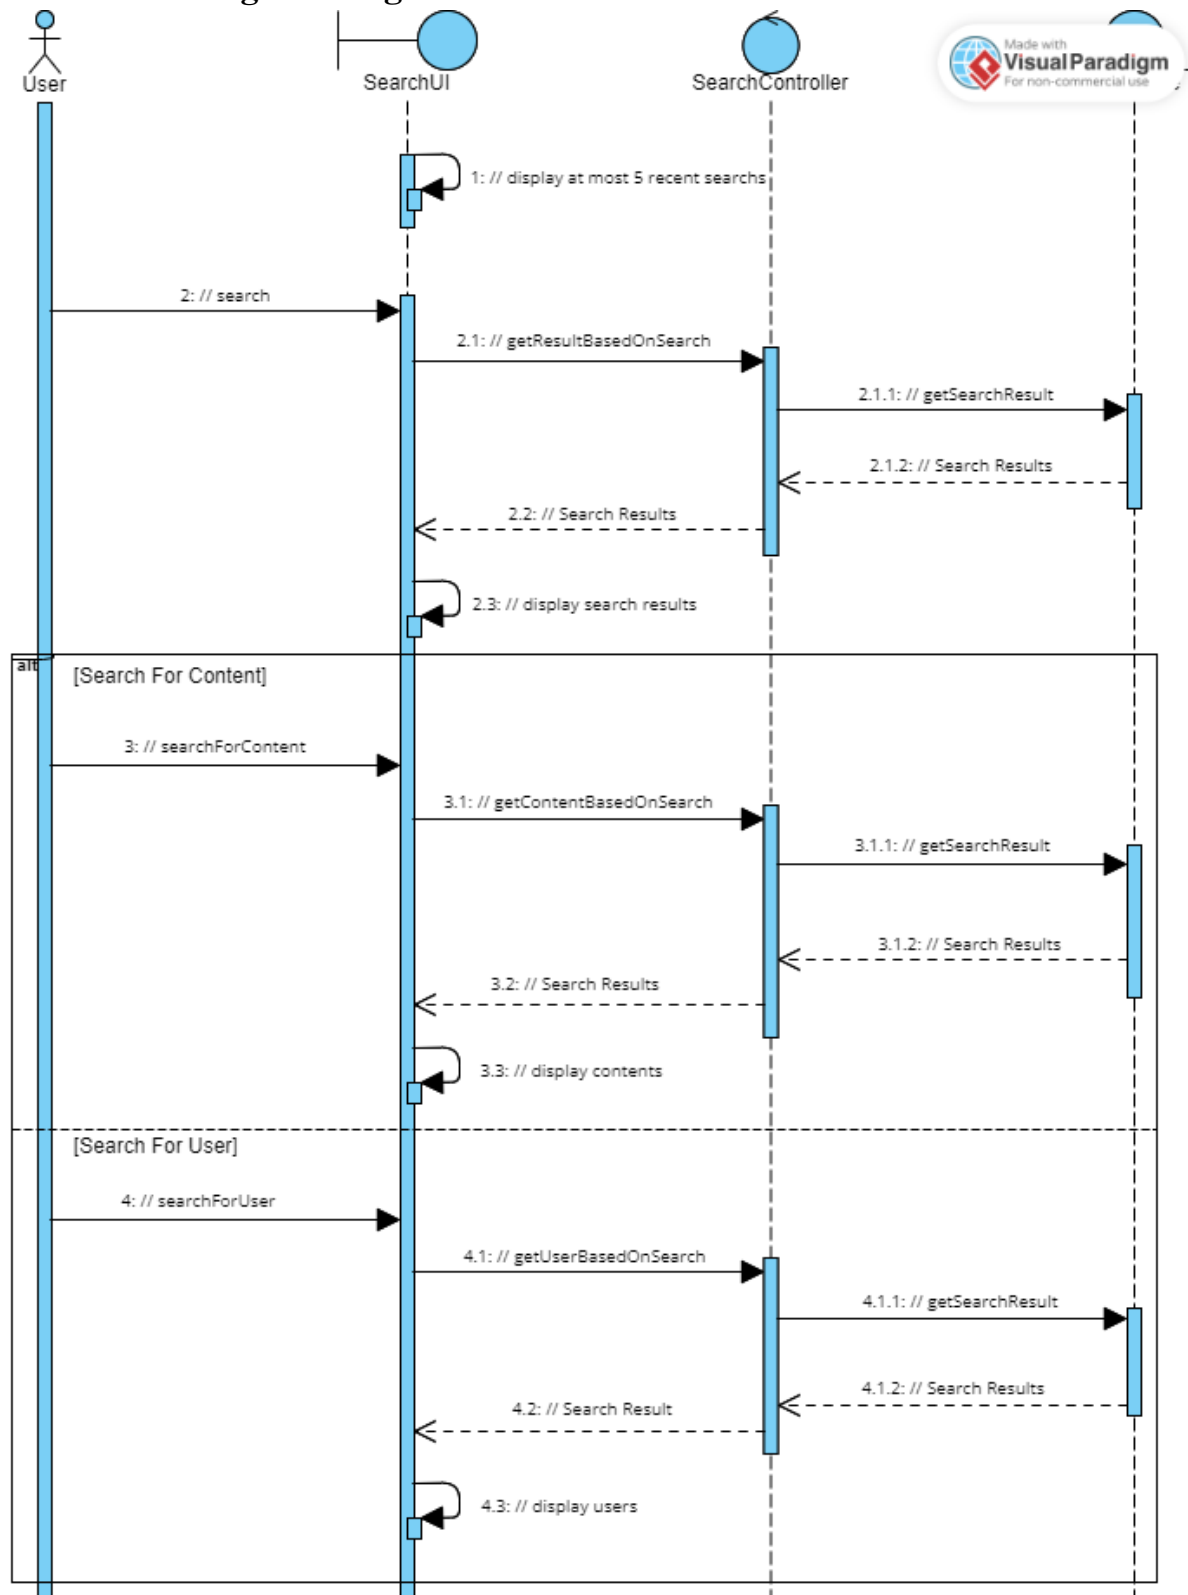 User
SearchUI
SearchController
Made with
Visual Paradigm
For non-commercial use
1: // display at most 5 recent searchs
2: // search
2.1: // getResultBasedOnSearch
2.1.1: // getSearchResult
2.1.2: // Search Results
2.2: // Search Results
2.3: // display search results
alt
[Search For Content]
3: // searchForContent
3.1: // getContentBasedOnSearch
3.1.1: // getSearchResult
3.1.2: // Search Results
3.2: // Search Results
3.3: // display contents
[Search For User]
4: // searchForUser
4.1: // getUserBasedOnSearch
4.1.1: // getSearchResult
4.1.2: // Search Results
4.2: // Search Result
4.3: // display users